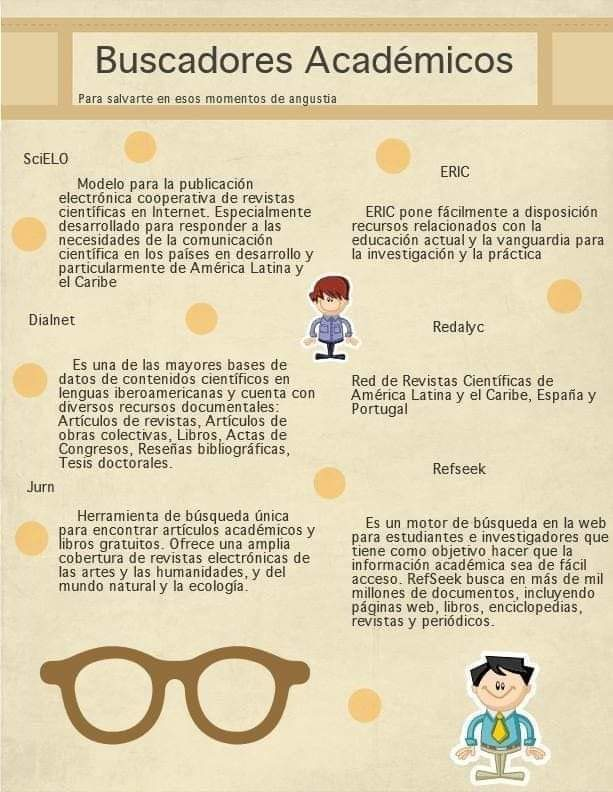 Buscadores Académicos
Para salvarte en esos momentos de angustia
SciELO
Modelo para la publicación
electrónica cooperativa de revistas
científicas en Internet. Especialmente
desarrollado para responder a las
necesidades de la comunicación
científica en los países en desarrollo y
particularmente de América Latina y
el Caribe
Dialnet
Es una de las mayores bases de
datos de contenidos científicos en
lenguas iberoamericanas y cuenta con
diversos recursos documentales:
Artículos de revistas, Artículos de
obras colectivas, Libros, Actas de
Congresos, Reseñas bibliográficas,
Tesis doctorales.
Jurn
Herramienta de búsqueda única
para encontrar artículos académicos y
libros gratuitos. Ofrece una amplia
cobertura de revistas electrónicas de
las artes y las humanidades, y del
mundo natural y la ecología.
ERIC
ERIC pone fácilmente a disposición
recursos relacionados con la
educación actual y la vanguardia para
la investigación y la práctica
Redalyc
Red de Revistas Científicas de
América Latina y el Caribe, España y
Portugal
Refseek
Es un motor de búsqueda en la web
para estudiantes e investigadores que
tiene como objetivo hacer que la
información académica sea de fácil
acceso. RefSeek busca en más de mil
millones de documentos, incluyendo
páginas web, libros, enciclopedias,
revistas y periódicos.